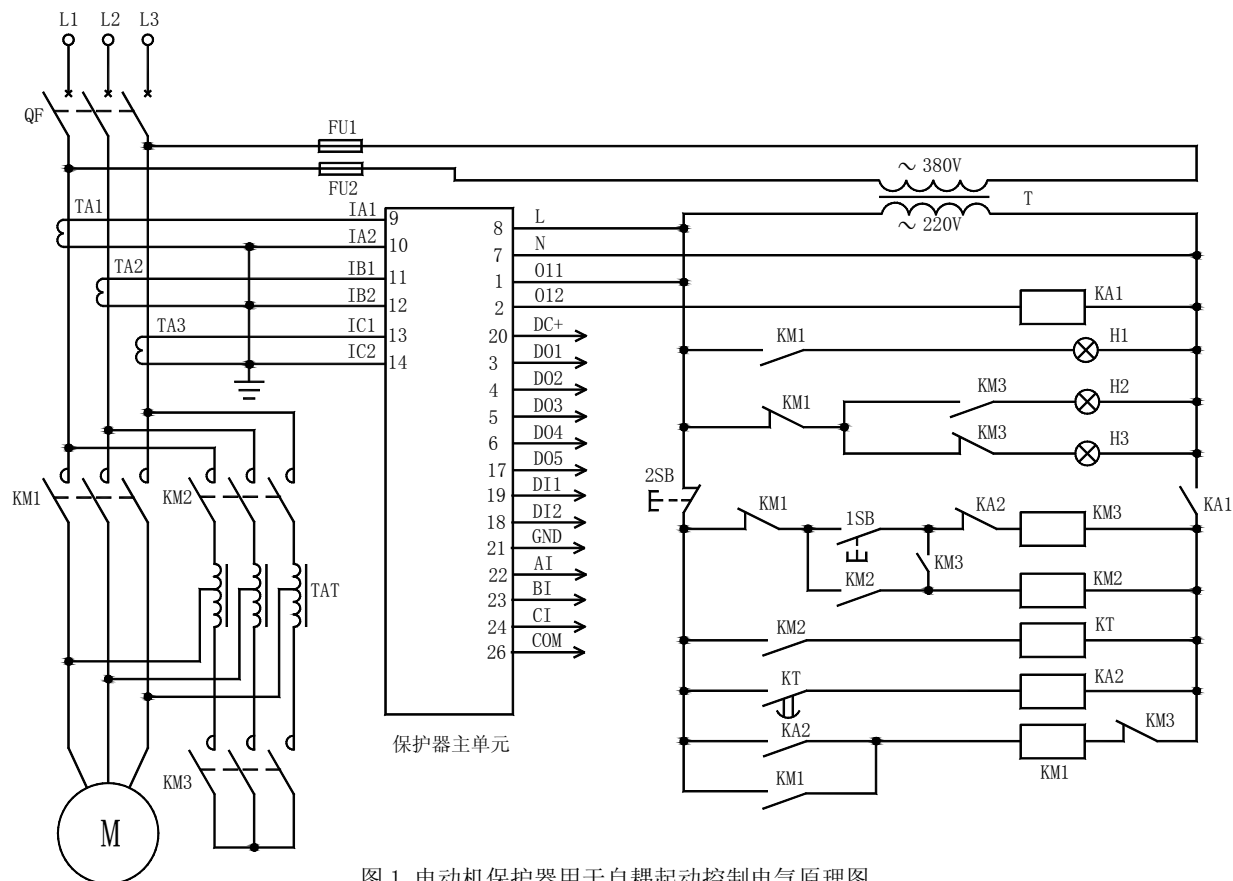 L1 L2 L3
QF
FU1
FU2
～380V
T
～220V
TA1
IA1
9
IA2
10
TA2
IB1
11
IB2
12
TA3
IC1
13
IC2
14
8 L
7 N
1 O11
2 O12
KA1
20 DC+
3 DO1
4 DO2
5 DO3
6 DO4
17 DO5
19 DI1
18 DI2
21 GND
22 AI
23 BI
24 CI
26 COM
KM1 H1
KM1 KM3 H2
KM3 H3
2SB
KA1
KM1 1SB KA2 KM3
KM3
KM2 KM2
KM2 KT
KT KA2
KA2 KM3
KM1
KM1
KM1 KM2
TAT
KM3
M
保护器主单元
图 1 电动机保护器用于自耦起动控制电气原理图